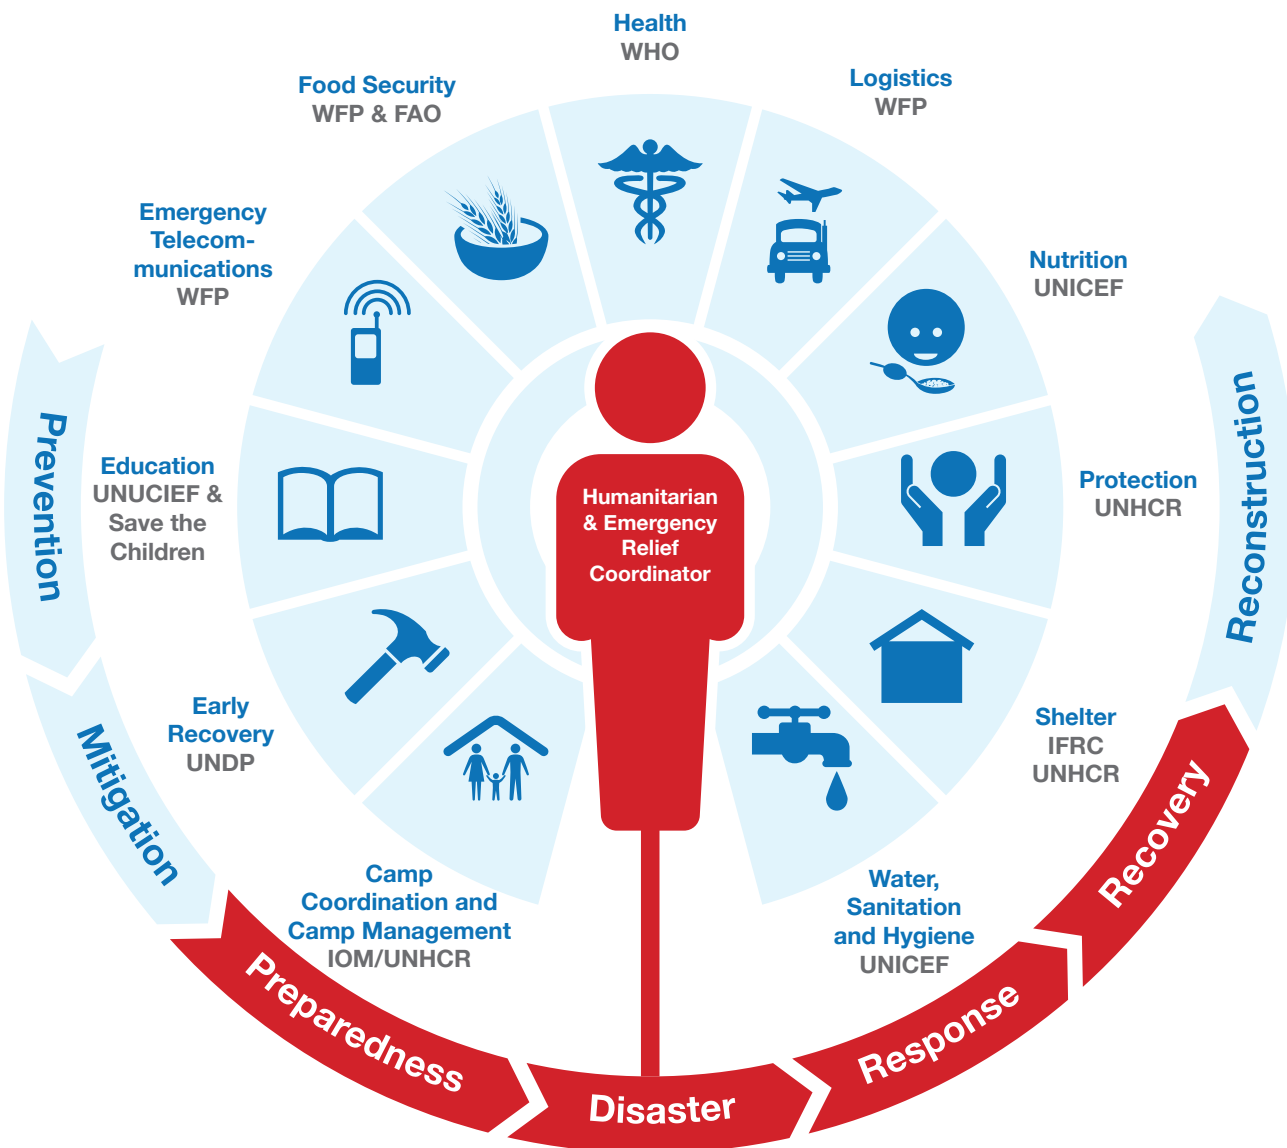 Health
WHO
Logistics
WFP
Food Security
WFP & FAO
Emergency
Telecom-
munications
WFP
Nutrition
UNICEF
Education
UNUCIEF &
Save the
Children
Protection
UNHCR
Humanitarian
& Emergency
Relief
Coordinator
Early
Recovery
UNDP
Shelter
IFRC
UNHCR
Camp
Coordination and
Camp Management
IOM/UNHCR
Water,
Sanitation
and Hygiene
UNICEF
Prevention
Mitigation
Preparedness
Disaster
Response
Recovery
Reconstruction